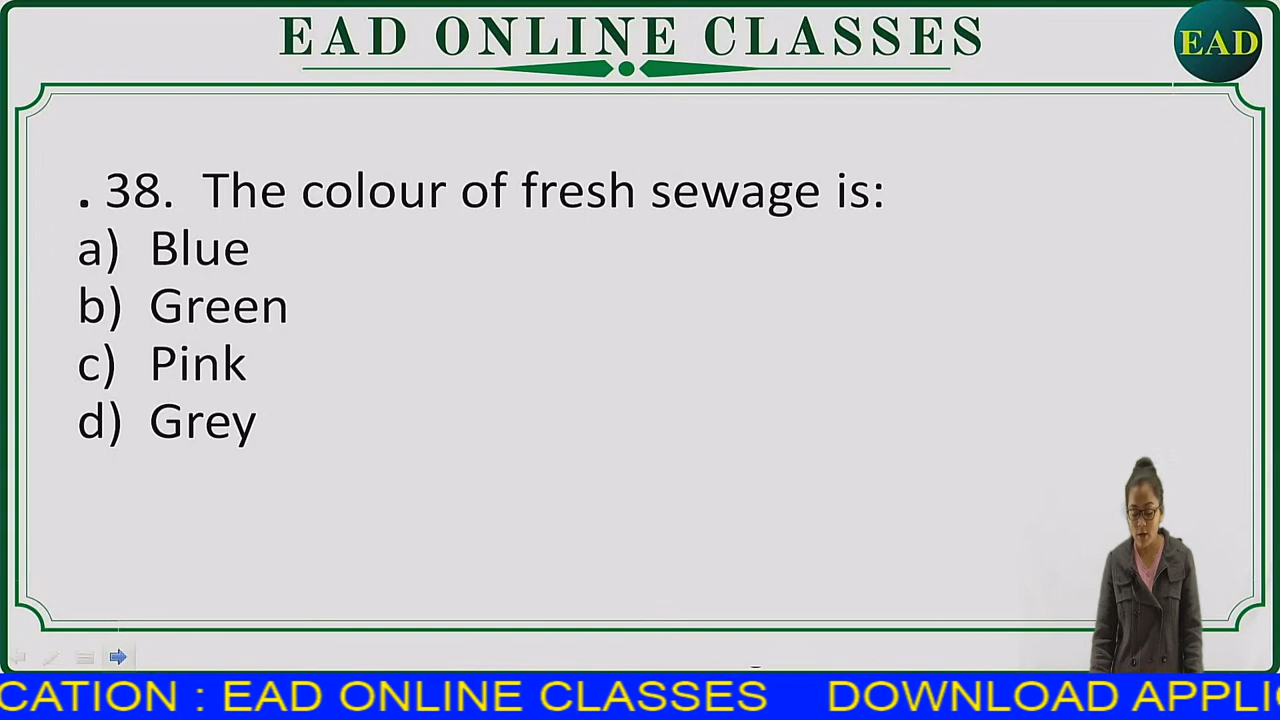 EAD ONLINE CLASSES
EAD
. 38. The colour of fresh sewage is:
a) Blue
b) Green
c) Pink
d) Grey
CATION : EAD ONLINE CLASSES DOWNLOAD APPLIC